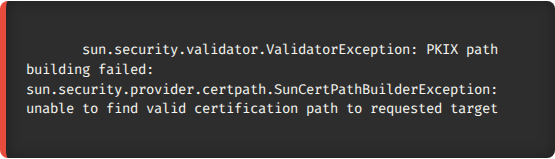 sun.security.validator.ValidatorException: PKIX path
building failed:
sun.security.provider.certpath.SunCertPathBuilderException:
unable to find valid certification path to requested target